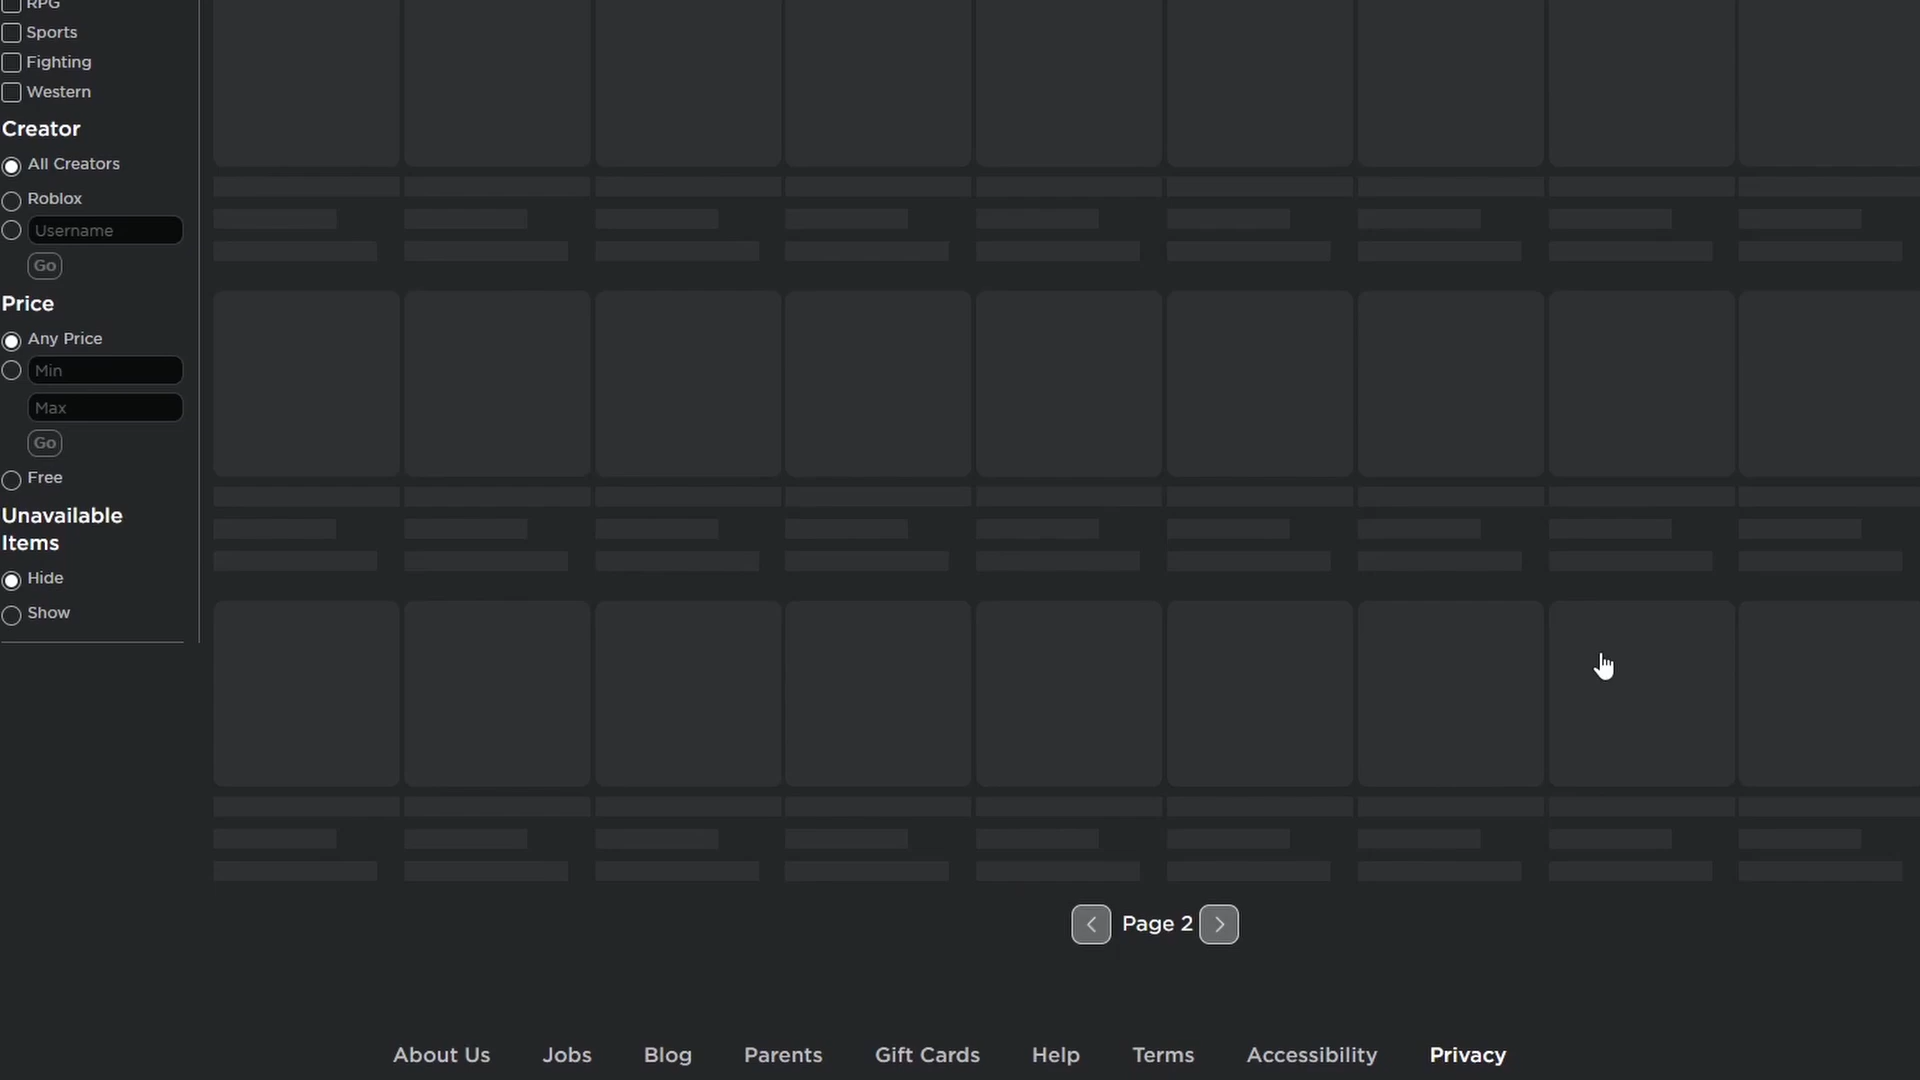 RPG
Sports
Fighting
Western
Creator
All Creators
Roblox
Username
Go
Price
Any Price
Min
Max
Go
Free
Unavailable
Items
Hide
Show
Page 2
About Us Jobs Blog Parents Gift Cards Help Terms Accessibility Privacy